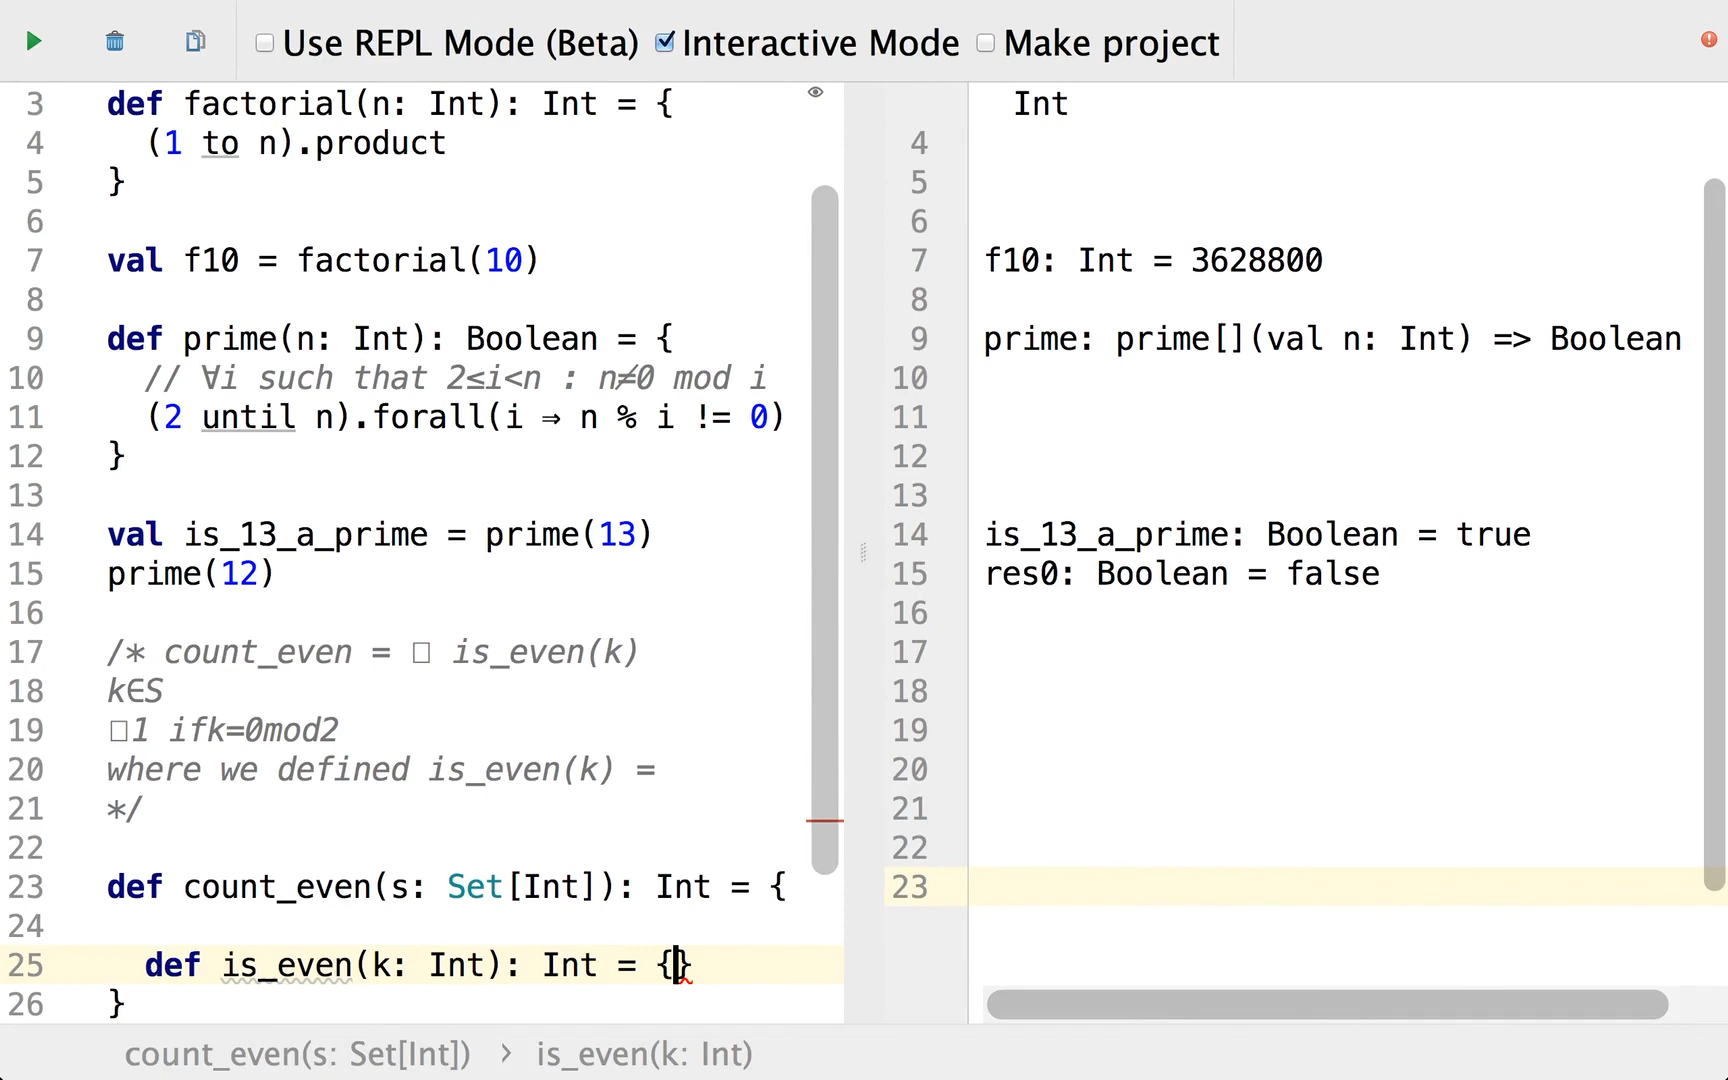 Use REPL Mode (Beta) Interactive Mode Make project
3 def factorial(n: Int): Int = {
4 (1 to n).product
5 }
6
7 val f10 = factorial(10)
8
9 def prime(n: Int): Boolean = {
10 // ∀i such that 2≤i<n : n≠0 mod i
11 (2 until n).forall(i ⇒ n % i != 0)
12 }
13
14 val is_13_a_prime = prime(13)
15 prime(12)
16
17 /* count_even = □ is_even(k)
18 k∈S
19 □1 ifk=0mod2
20 where we defined is_even(k) =
21 */
22
23 def count_even(s: Set[Int]): Int = {
24
25 def is_even(k: Int): Int = {}
26 }
Int
4
5
6
7 f10: Int = 3628800
8
9 prime: prime[](val n: Int) => Boolean
10
11
12
13
14 is_13_a_prime: Boolean = true
15 res0: Boolean = false
16
17
18
19
20
21
22
23
count_even(s: Set[Int]) › is_even(k: Int)